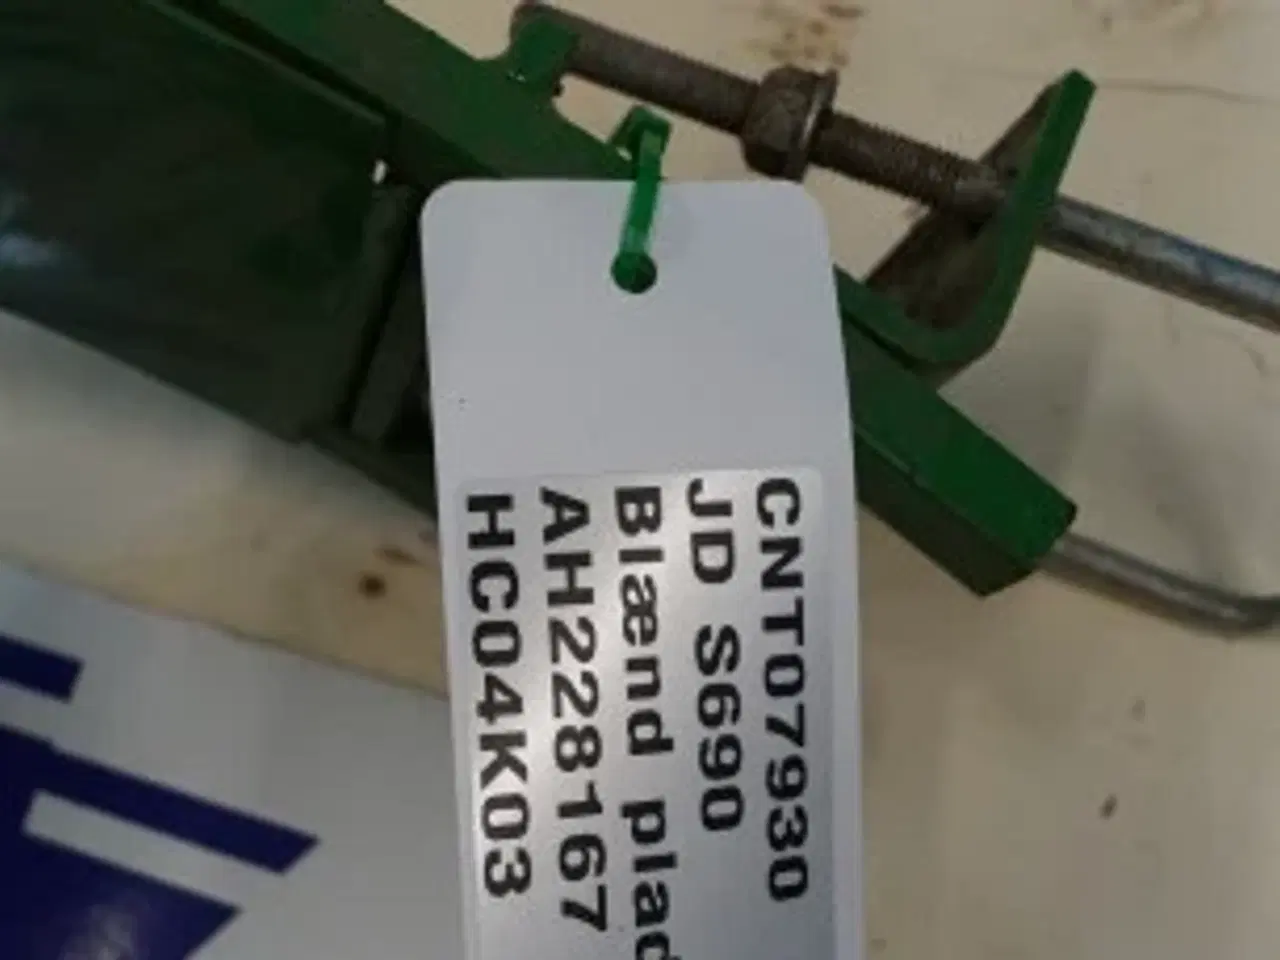 CNT07930
JD S690
Blænd plad
AH228167
HC04K03